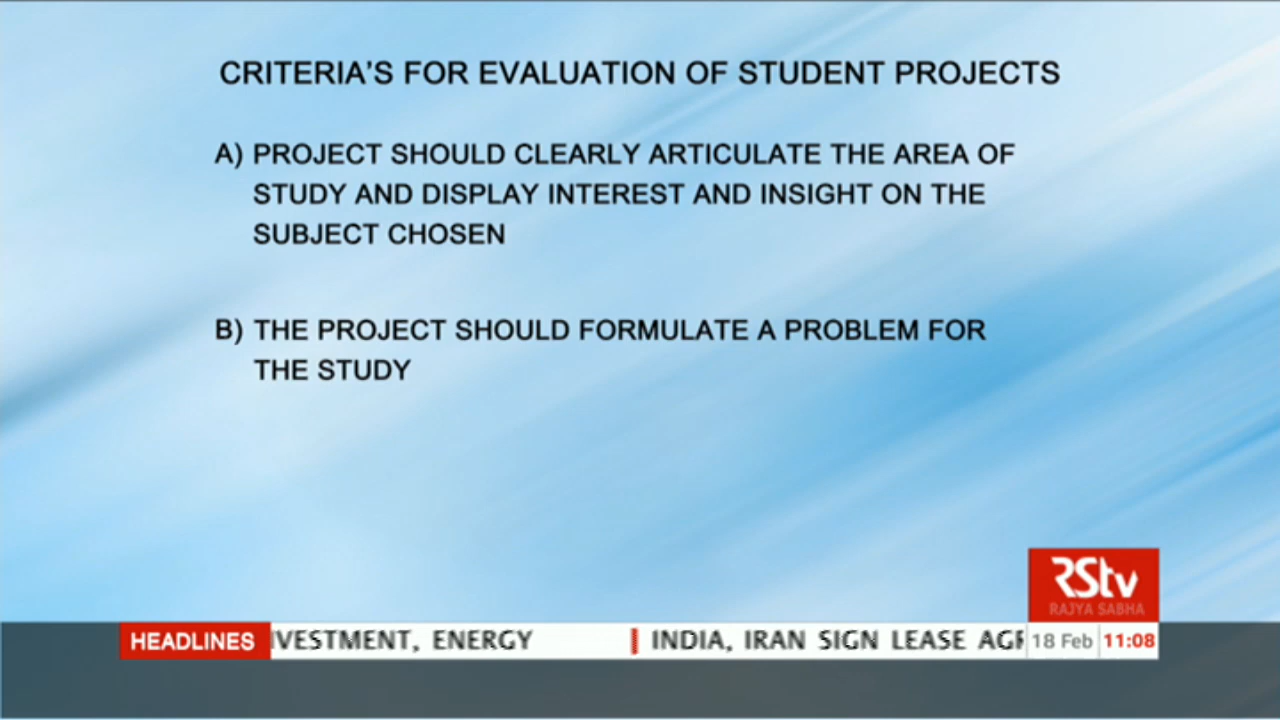 CRITERIA'S FOR EVALUATION OF STUDENT PROJECTS
A) PROJECT SHOULD CLEARLY ARTICULATE THE AREA OF
STUDY AND DISPLAY INTEREST AND INSIGHT ON THE
SUBJECT CHOSEN
B) THE PROJECT SHOULD FORMULATE A PROBLEM FOR
THE STUDY
RStv
RAJYA SABHA
HEADLINES VESTMENT, ENERGY INDIA, IRAN SIGN LEASE AGR 18 Feb 11:08